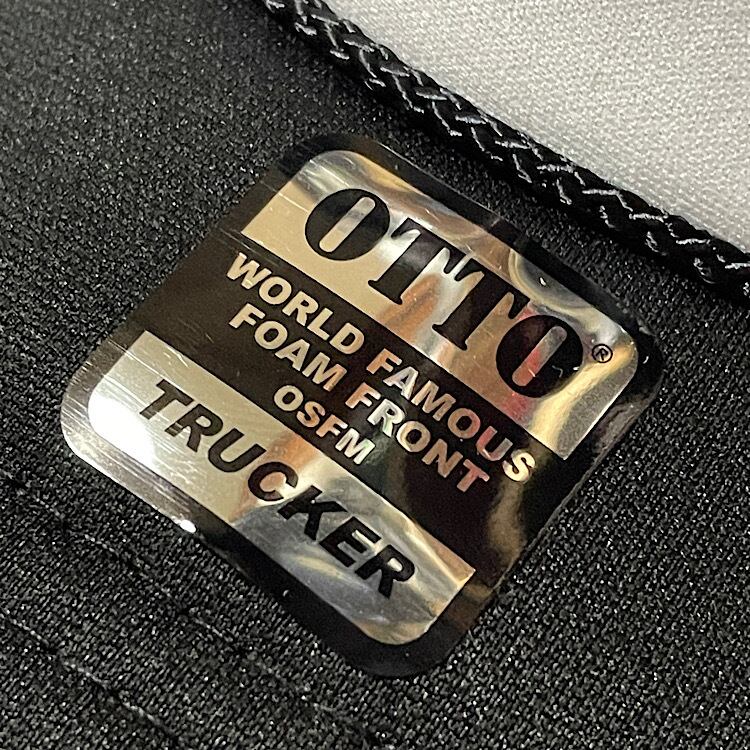 OTTO®
WORLD FAMOUS
FOAM FRONT
OSFM
TRUCKER